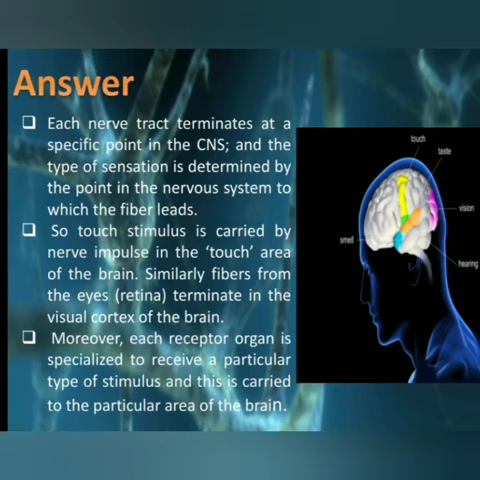 Answer
❑ Each nerve tract terminates at a
specific point in the CNS; and the
type of sensation is determined by
the point in the nervous system to
which the fiber leads.
❑ So touch stimulus is carried by
nerve impulse in the ‘touch’ area
of the brain. Similarly fibers from
the eyes (retina) terminate in the
visual cortex of the brain.
❑ Moreover, each receptor organ is
specialized to receive a particular
type of stimulus and this is carried
to the particular area of the brain.
touch
taste
vision
smell
hearing